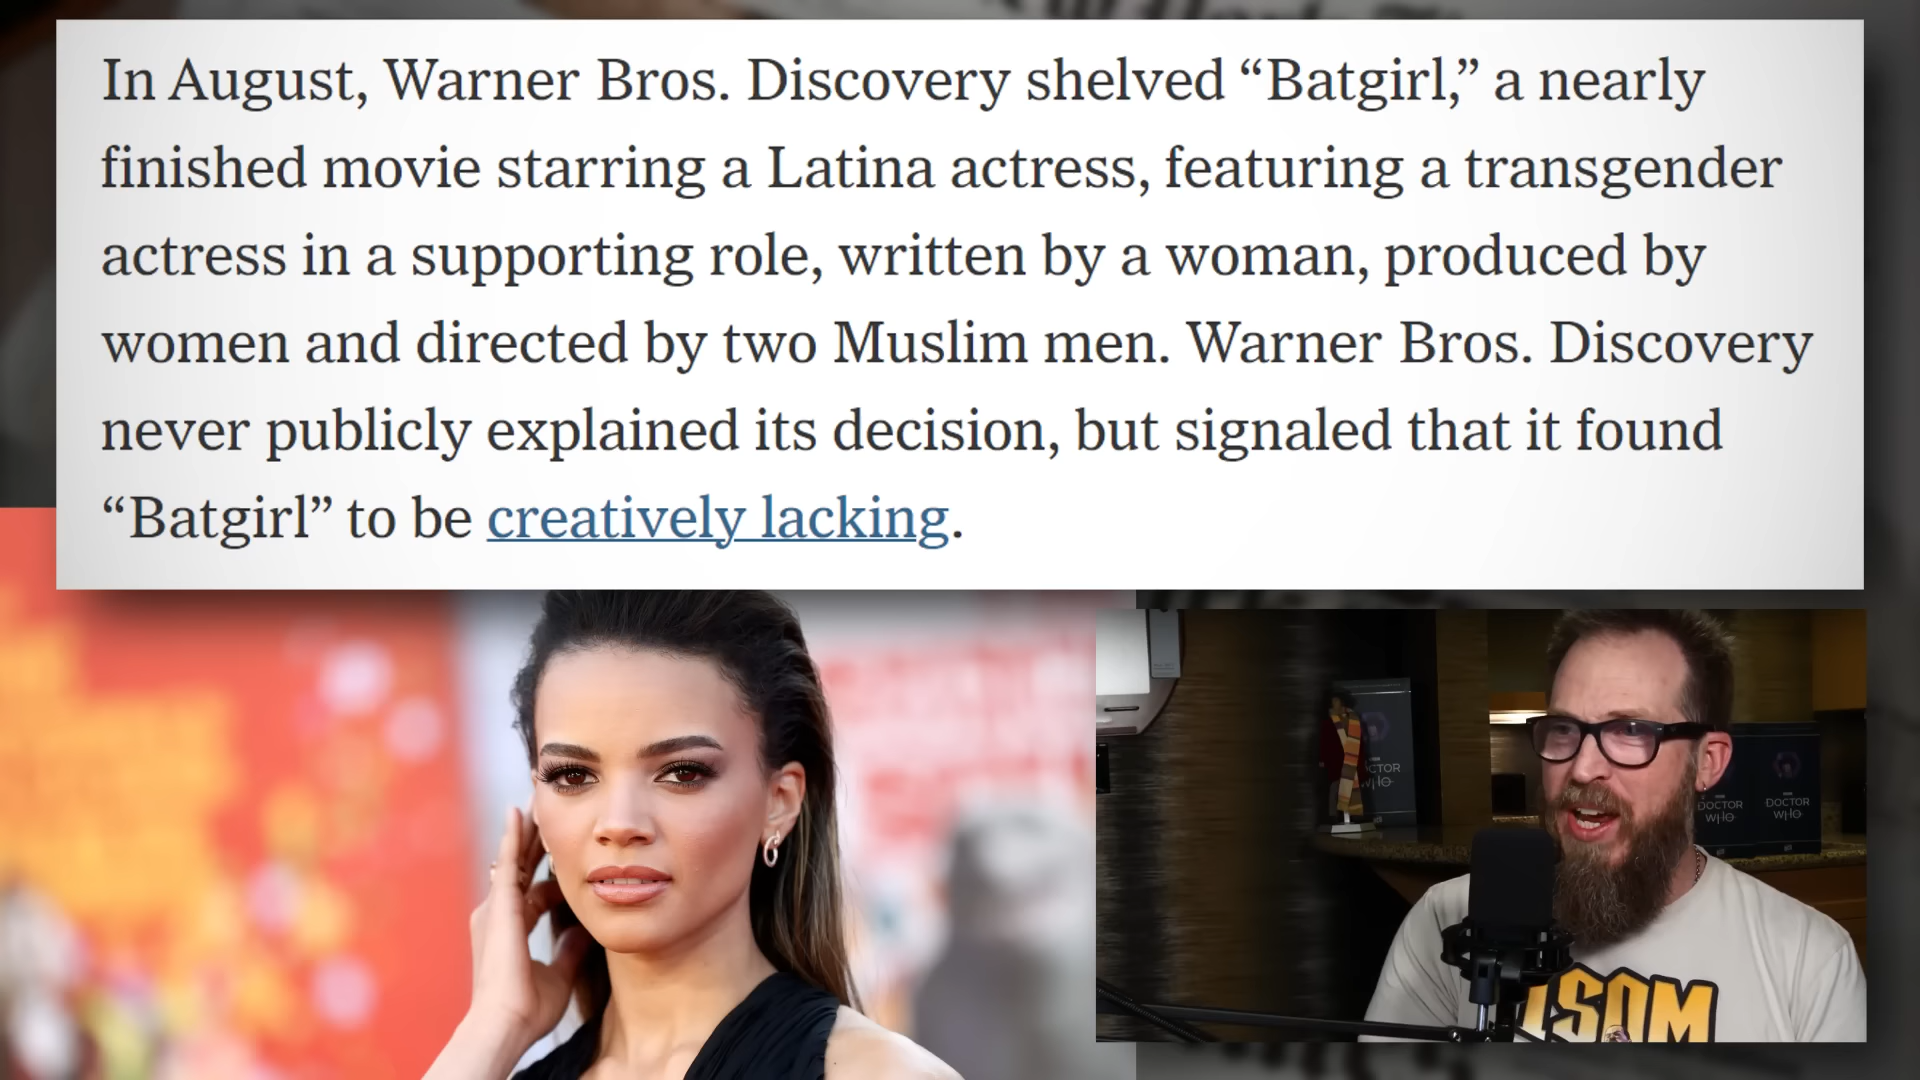 In August, Warner Bros. Discovery shelved “Batgirl,” a nearly
finished movie starring a Latina actress, featuring a transgender
actress in a supporting role, written by a woman, produced by
women and directed by two Muslim men. Warner Bros. Discovery
never publicly explained its decision, but signaled that it found
“Batgirl” to be creatively lacking.
DOCTOR
WHO
DOCTOR
WHO